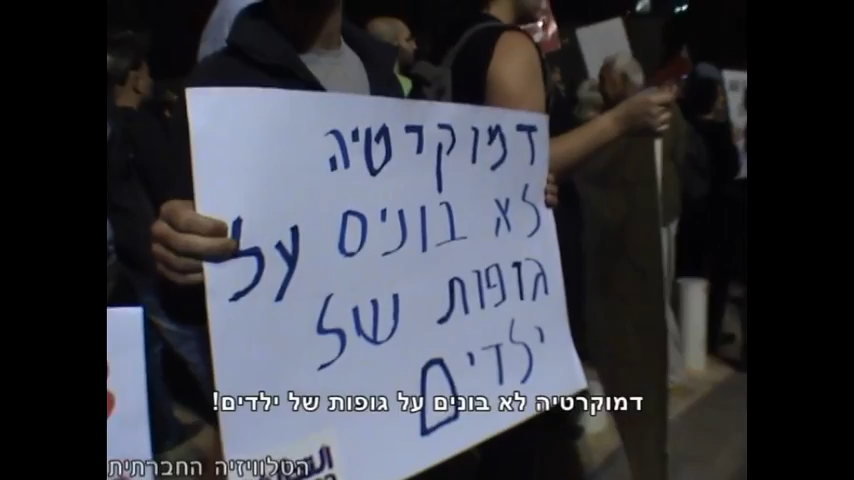 דמוקרטיה
לא בונים על
גופות של
ילדים
דמוקרטיה לא בונים על גופות של ילדים!
הטלוויזיה החברתית